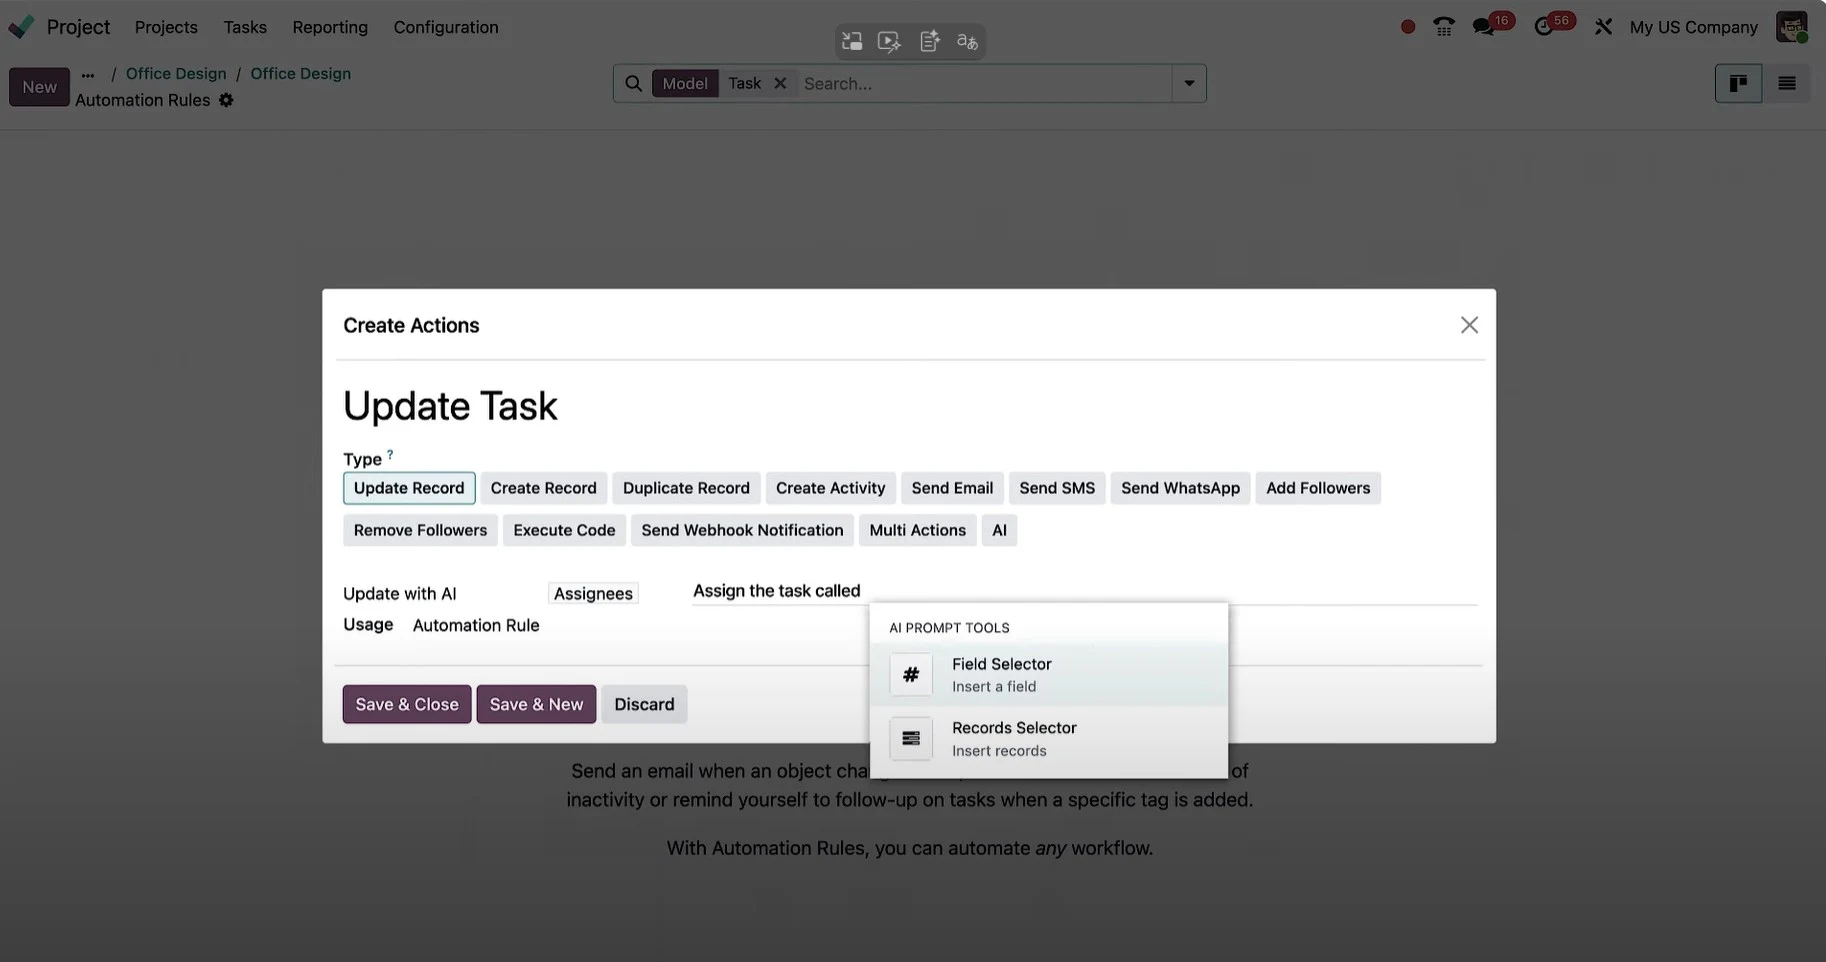 Project Projects Tasks Reporting Configuration
16 56 My US Company
New ... / Office Design / Office Design
Automation Rules
Model Task Search...
Create Actions
Update Task
Type ?
Update Record Create Record Duplicate Record Create Activity Send Email Send SMS Send WhatsApp Add Followers
Remove Followers Execute Code Send Webhook Notification Multi Actions AI
Update with AI Assignees Assign the task called
Usage Automation Rule
AI PROMPT TOOLS
# Field Selector
Insert a field
Records Selector
Insert records
Save & Close Save & New Discard
Send an email when an object of
inactivity or remind yourself to follow-up on tasks when a specific tag is added.
With Automation Rules, you can automate any workflow.